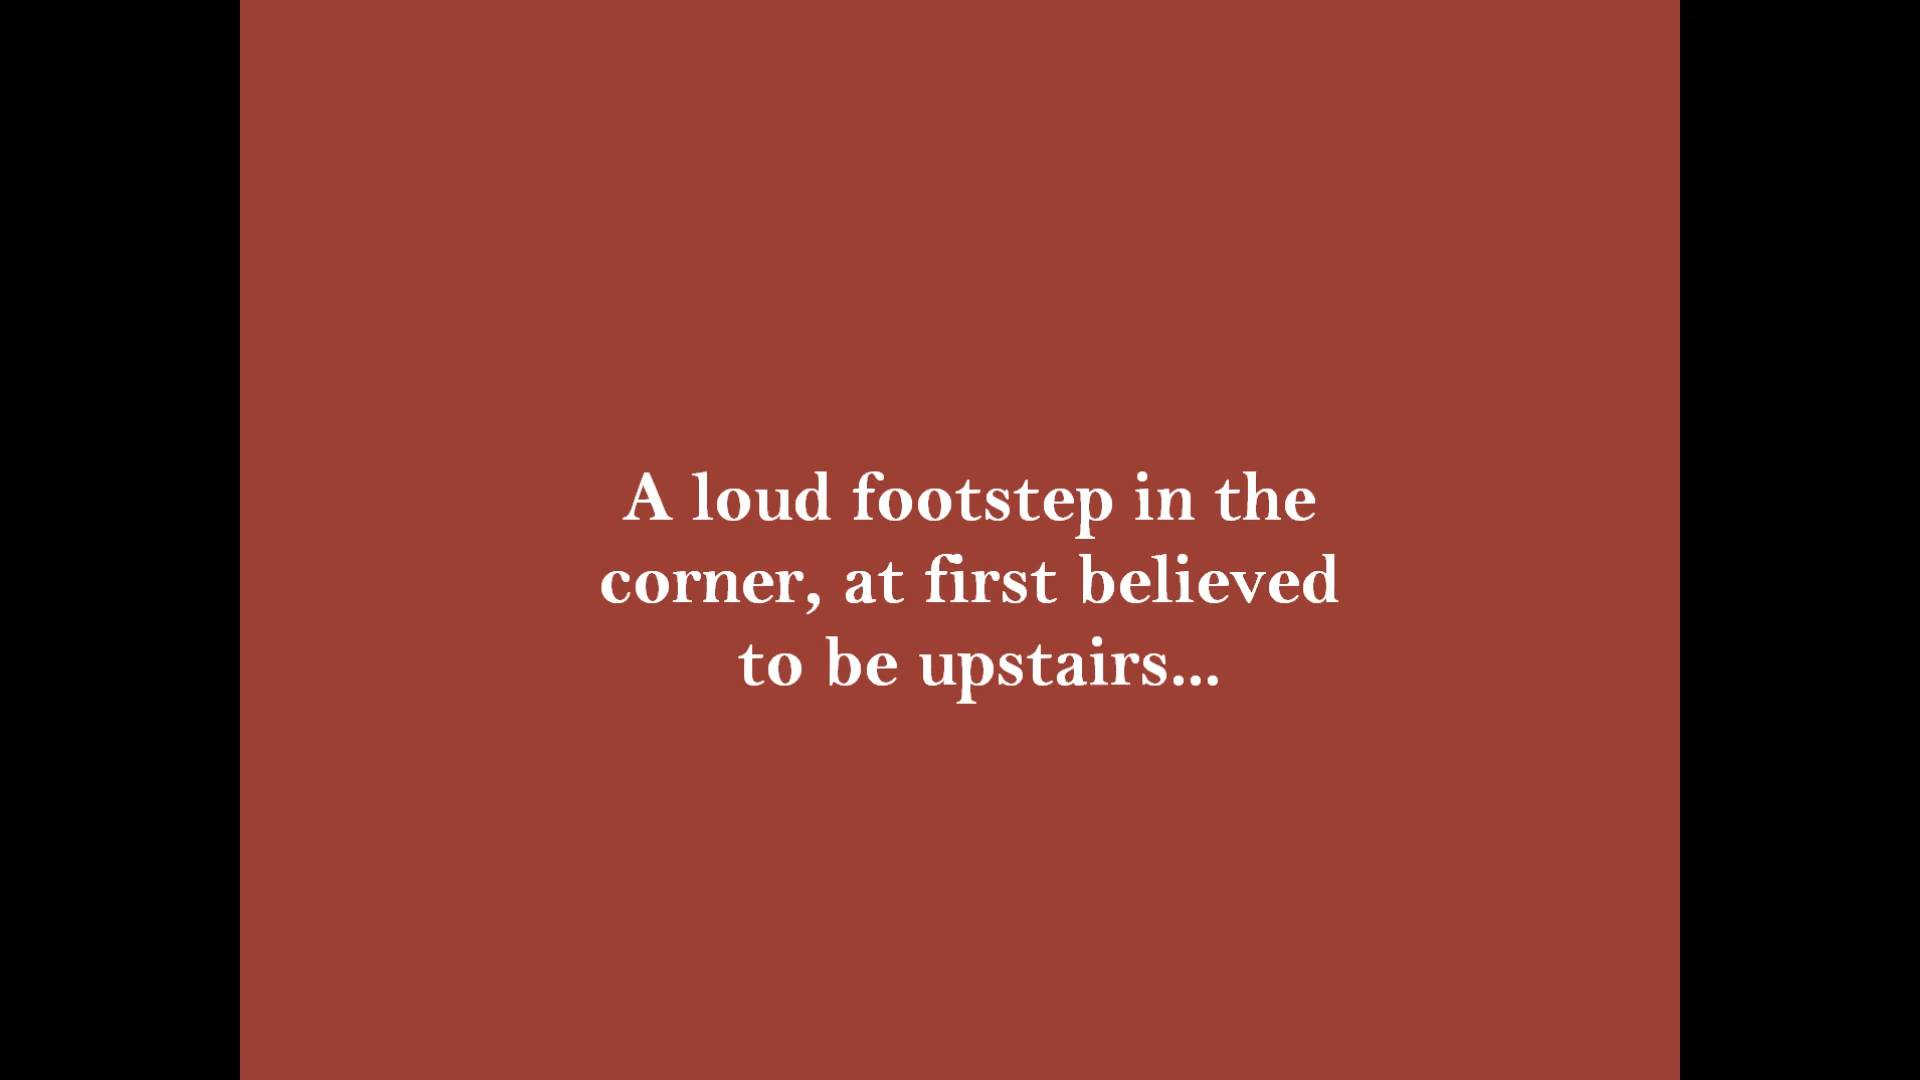 A loud footstep in the
corner, at first believed
to be upstairs...